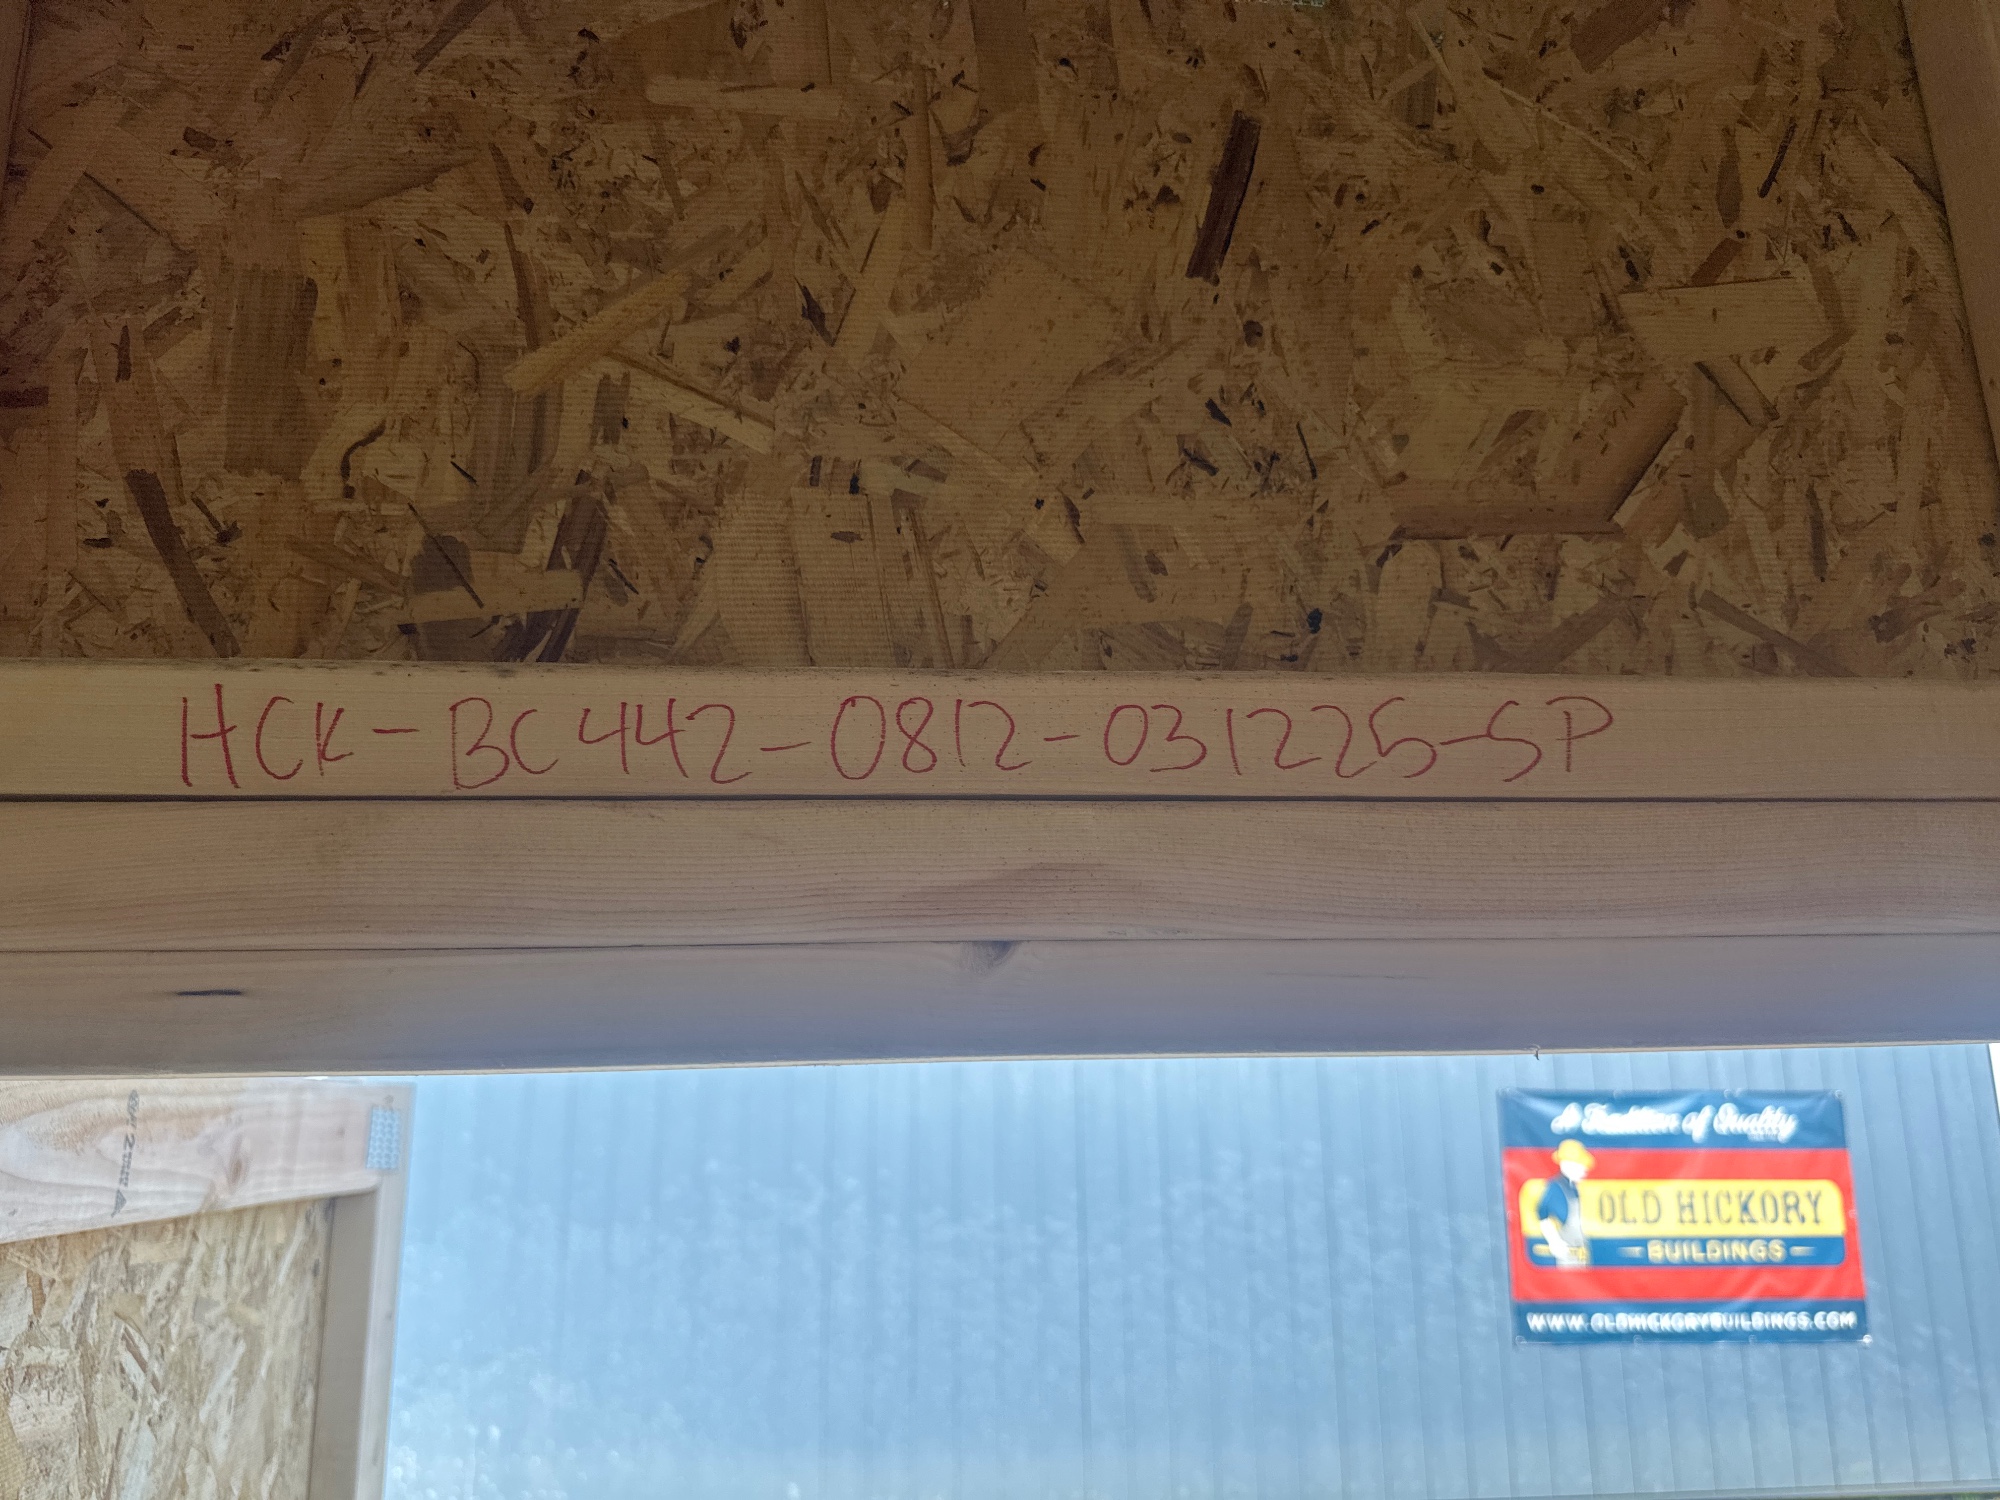 HCK-BC442-0812-031225-SP
A Tradition of Quality
OLD HICKORY
BUILDINGS
WWW.OLDHICKORYBUILDINGS.COM